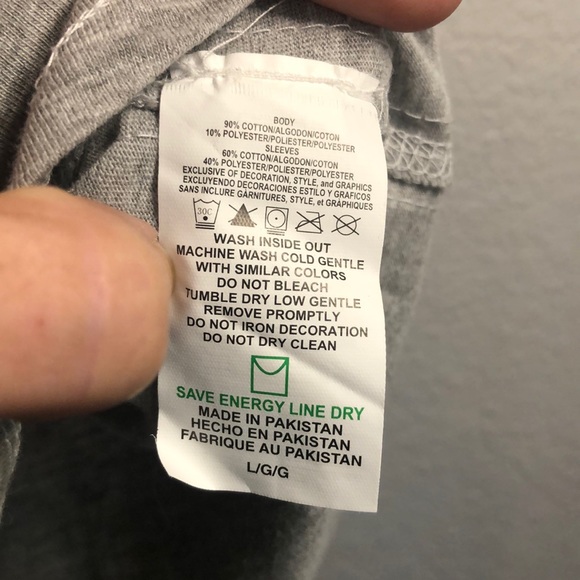 BODY
90% COTTON/ALGODON/COTON
10% POLYESTER/POLIESTER/POLYESTER
SLEEVES
60% COTTON/ALGODON/COTON
40% POLYESTER/POLIESTER/POLYESTER
EXCLUSIVE OF DECORATION, STYLE, and GRAPHICS
EXCLUYENDO DECORACIONES ESTILO Y GRAFICOS
SANS INCLURE GARNITURES, STYLE, et GRAPHIQUES
30C
WASH INSIDE OUT
MACHINE WASH COLD GENTLE
WITH SIMILAR COLORS
DO NOT BLEACH
TUMBLE DRY LOW GENTLE
REMOVE PROMPTLY
DO NOT IRON DECORATION
DO NOT DRY CLEAN
SAVE ENERGY LINE DRY
MADE IN PAKISTAN
HECHO EN PAKISTAN
FABRIQUE AU PAKISTAN
L/G/G